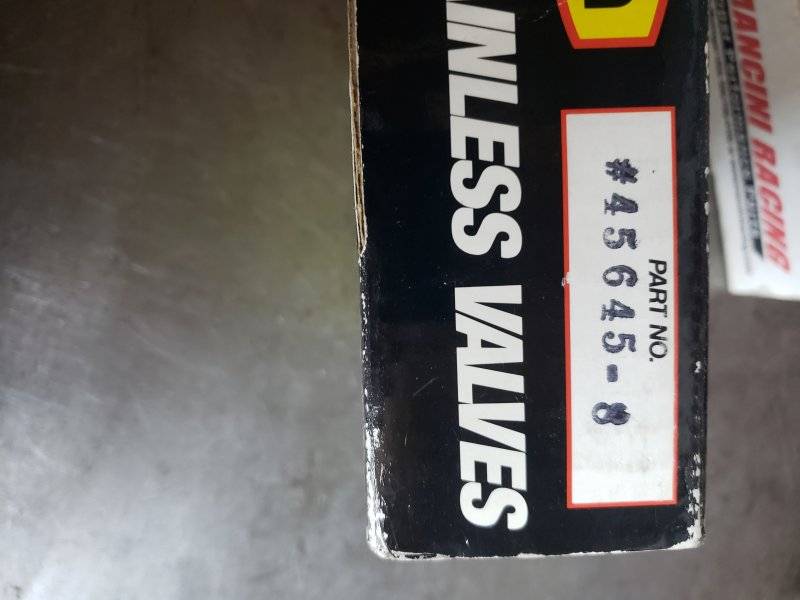 INLESS VALVES
PART NO.
#45645-8
MANCINI RACING